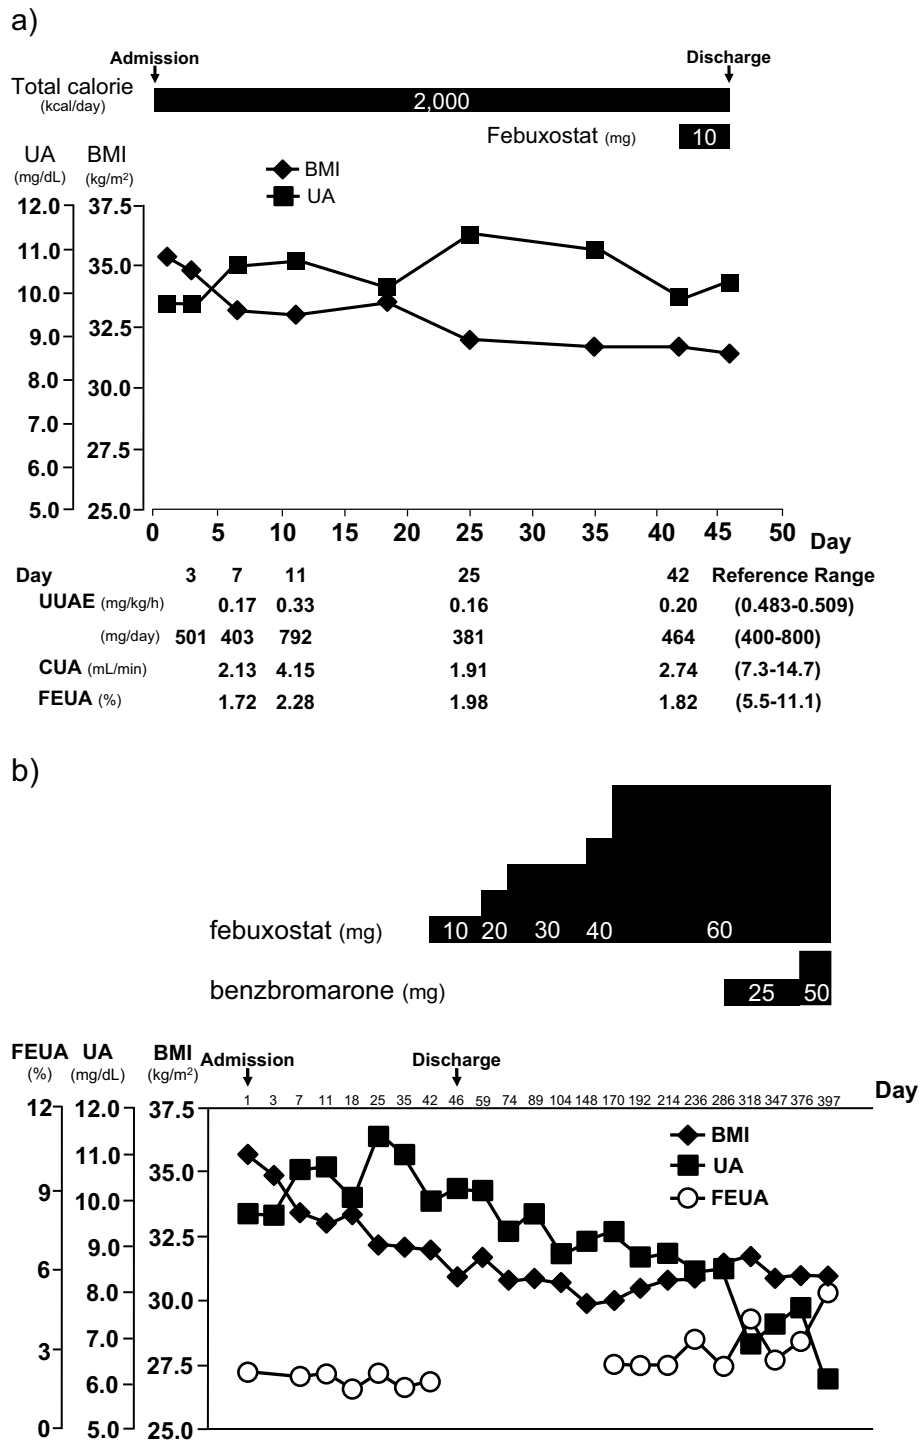 a)
Admission
Discharge
Total calorie
(kcal/day)
2,000
Febuxostat (mg)
10
UA
BMI
(mg/dL)
(kg/m²)
BMI
UA
12.0
37.5
11.0
35.0
10.0
9.0
32.5
8.0
30.0
7.0
27.5
6.0
5.0
25.0
0 5 10 15 20 25 30 35 40 45 50
Day
Day 3 7 11 25 42 Reference Range
UUAE (mg/kg/h) 0.17 0.33 0.16 0.20 (0.483-0.509)
(mg/day) 501 403 792 381 464 (400-800)
CUA (mL/min) 2.13 4.15 1.91 2.74 (7.3-14.7)
FEUA (%) 1.72 2.28 1.98 1.82 (5.5-11.1)
b)
febuxostat (mg) 10 20 30 40 60
benzbromarone (mg) 25 50
FEUA UA BMI Admission Discharge
(%) (mg/dL) (kg/m²)
Day
1 3 7 11 18 25 35 42 46 59 74 89 104 148 170 192 214 236 286 318 347 376 397
12 12.0 37.5
BMI
11.0
UA
9 35.0
10.0
FEUA
9.0 32.5
6
8.0 30.0
7.0
3
27.5
6.0
0 5.0 25.0